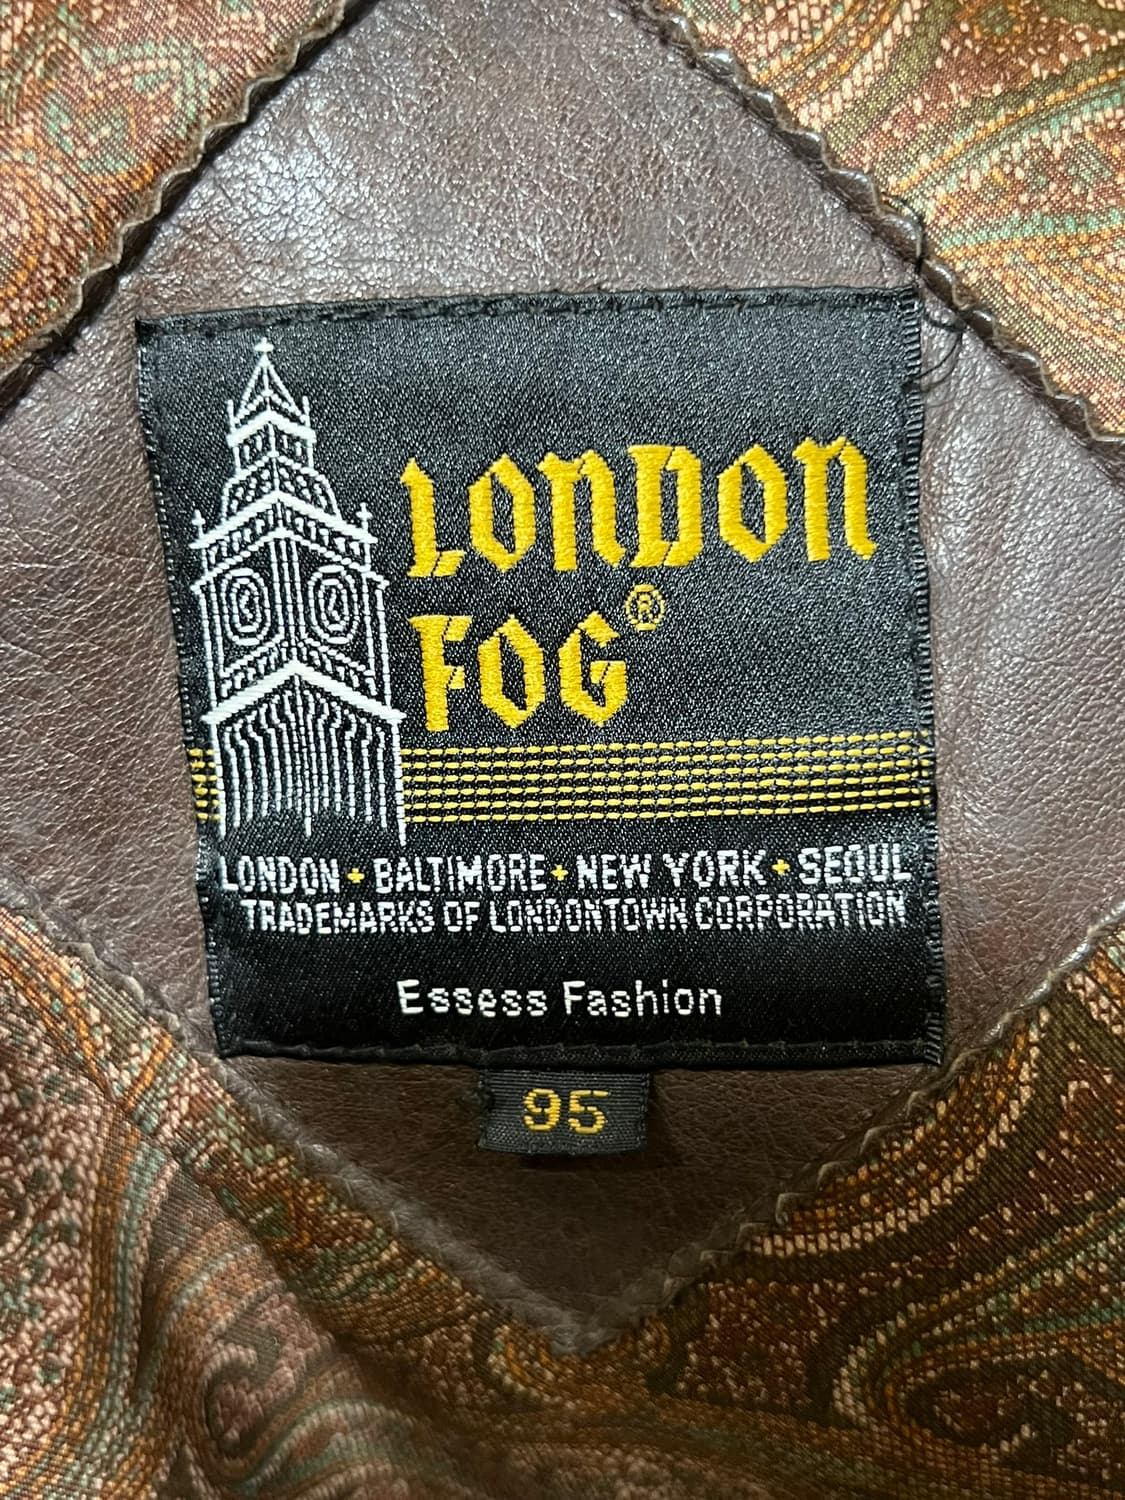 LONDON
FOG®
LONDON • BALTIMORE • NEW YORK • SEOUL
TRADEMARKS OF LONDONTOWN CORPORATION
Essess Fashion
95